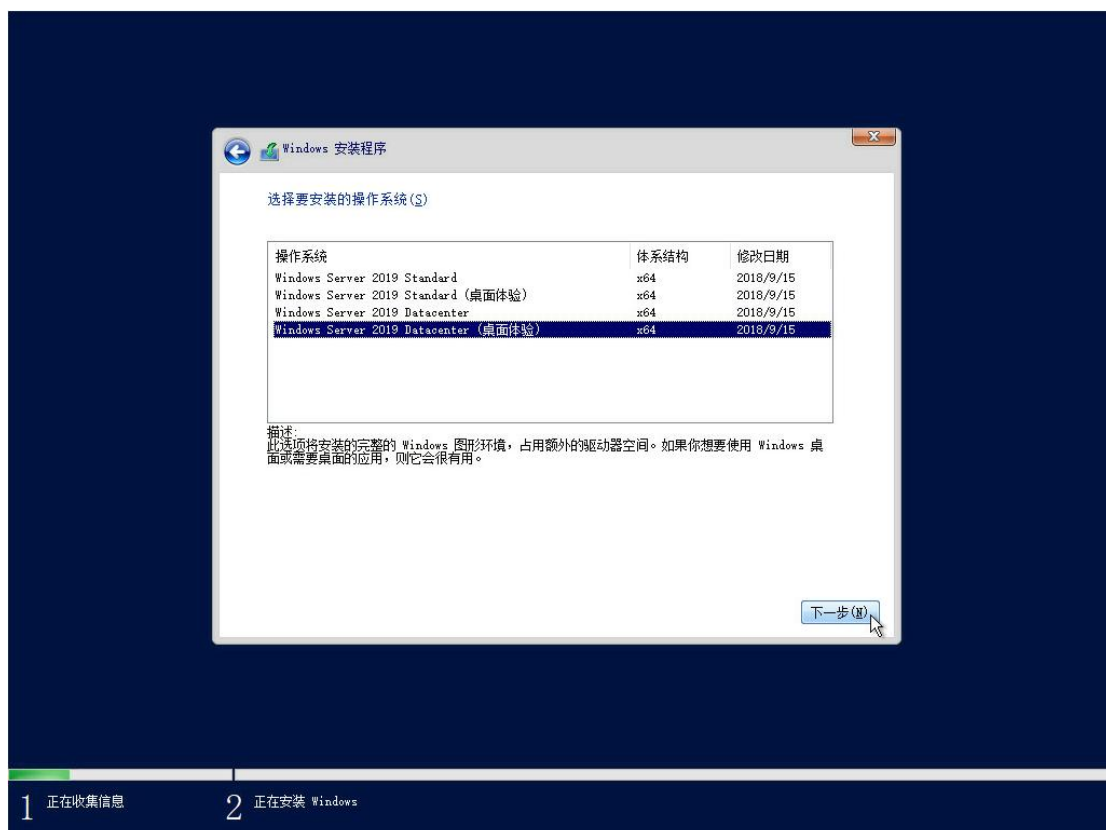 Windows 安装程序
选择要安装的操作系统(S)
操作系统 体系结构 修改日期
Windows Server 2019 Standard x64 2018/9/15
Windows Server 2019 Standard (桌面体验) x64 2018/9/15
Windows Server 2019 Datacenter x64 2018/9/15
Windows Server 2019 Datacenter (桌面体验) x64 2018/9/15
描述:
此选项将安装的完整的 Windows 图形环境，占用额外的驱动器空间。如果你想要使用 Windows 桌
面或需要桌面的应用，则它会很有用。
下一步(N)
1 正在收集信息 2 正在安装 Windows